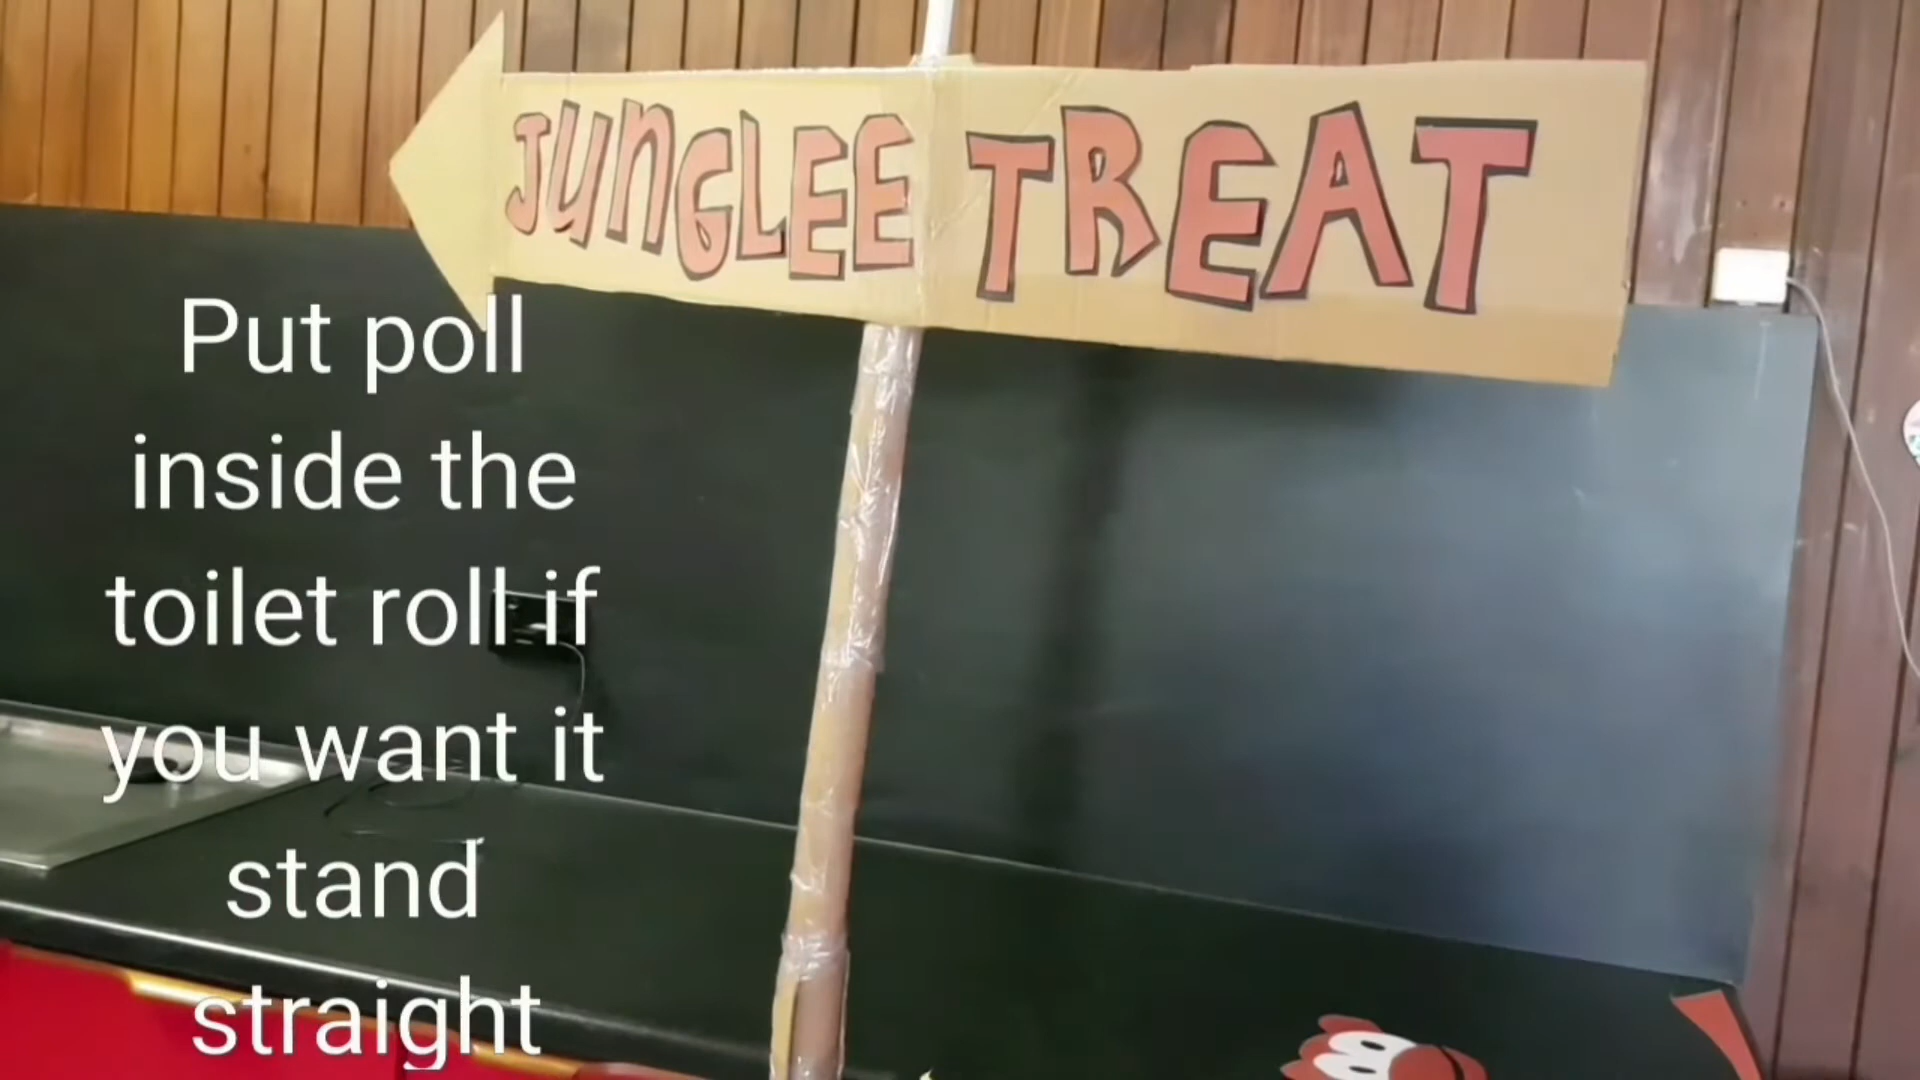 JUNGLEE TREAT
Put poll
inside the
toilet roll if
you want it
stand
straight